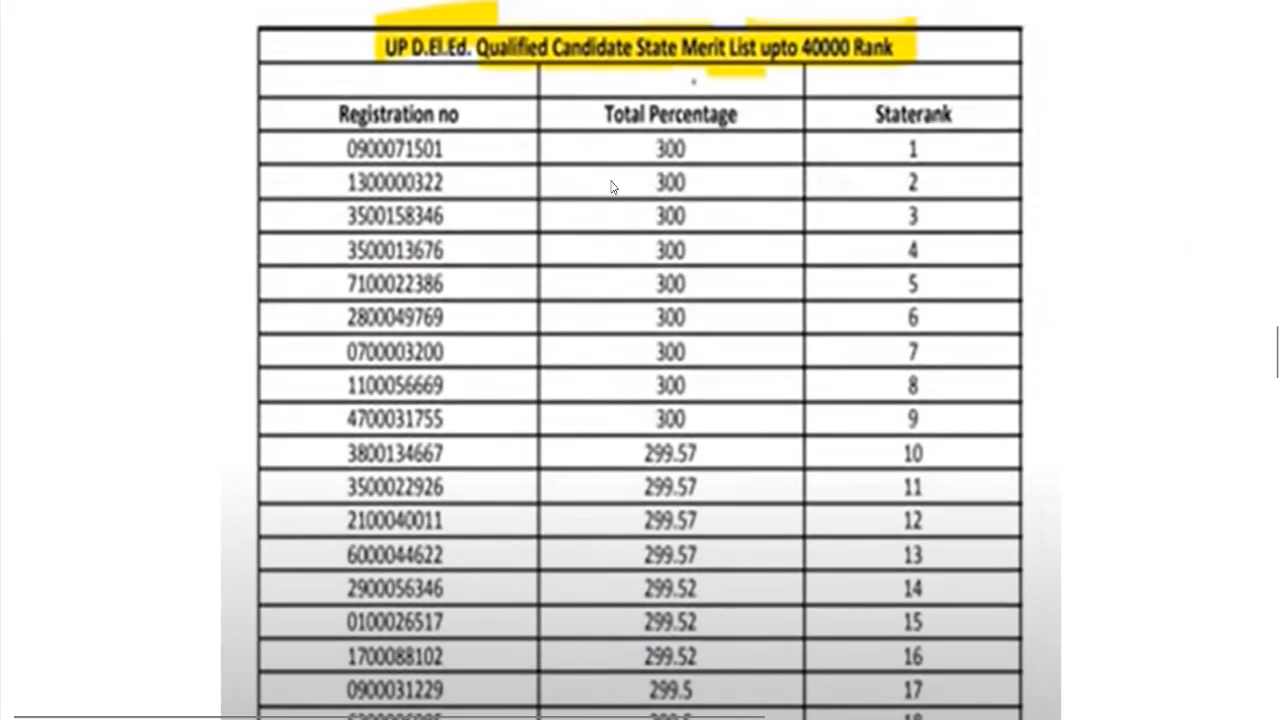 UP D.El.Ed. Qualified Candidate State Merit List upto 40000 Rank
Registration no Total Percentage Staterank
0900071501 300 1
1300000322 300 2
3500158346 300 3
3500013676 300 4
7100022386 300 5
2800049769 300 6
0700003200 300 7
1100056669 300 8
4700031755 300 9
3800134667 299.57 10
3500022926 299.57 11
2100040011 299.57 12
6000044622 299.57 13
2900056346 299.52 14
0100026517 299.52 15
1700088102 299.52 16
0900031229 299.5 17